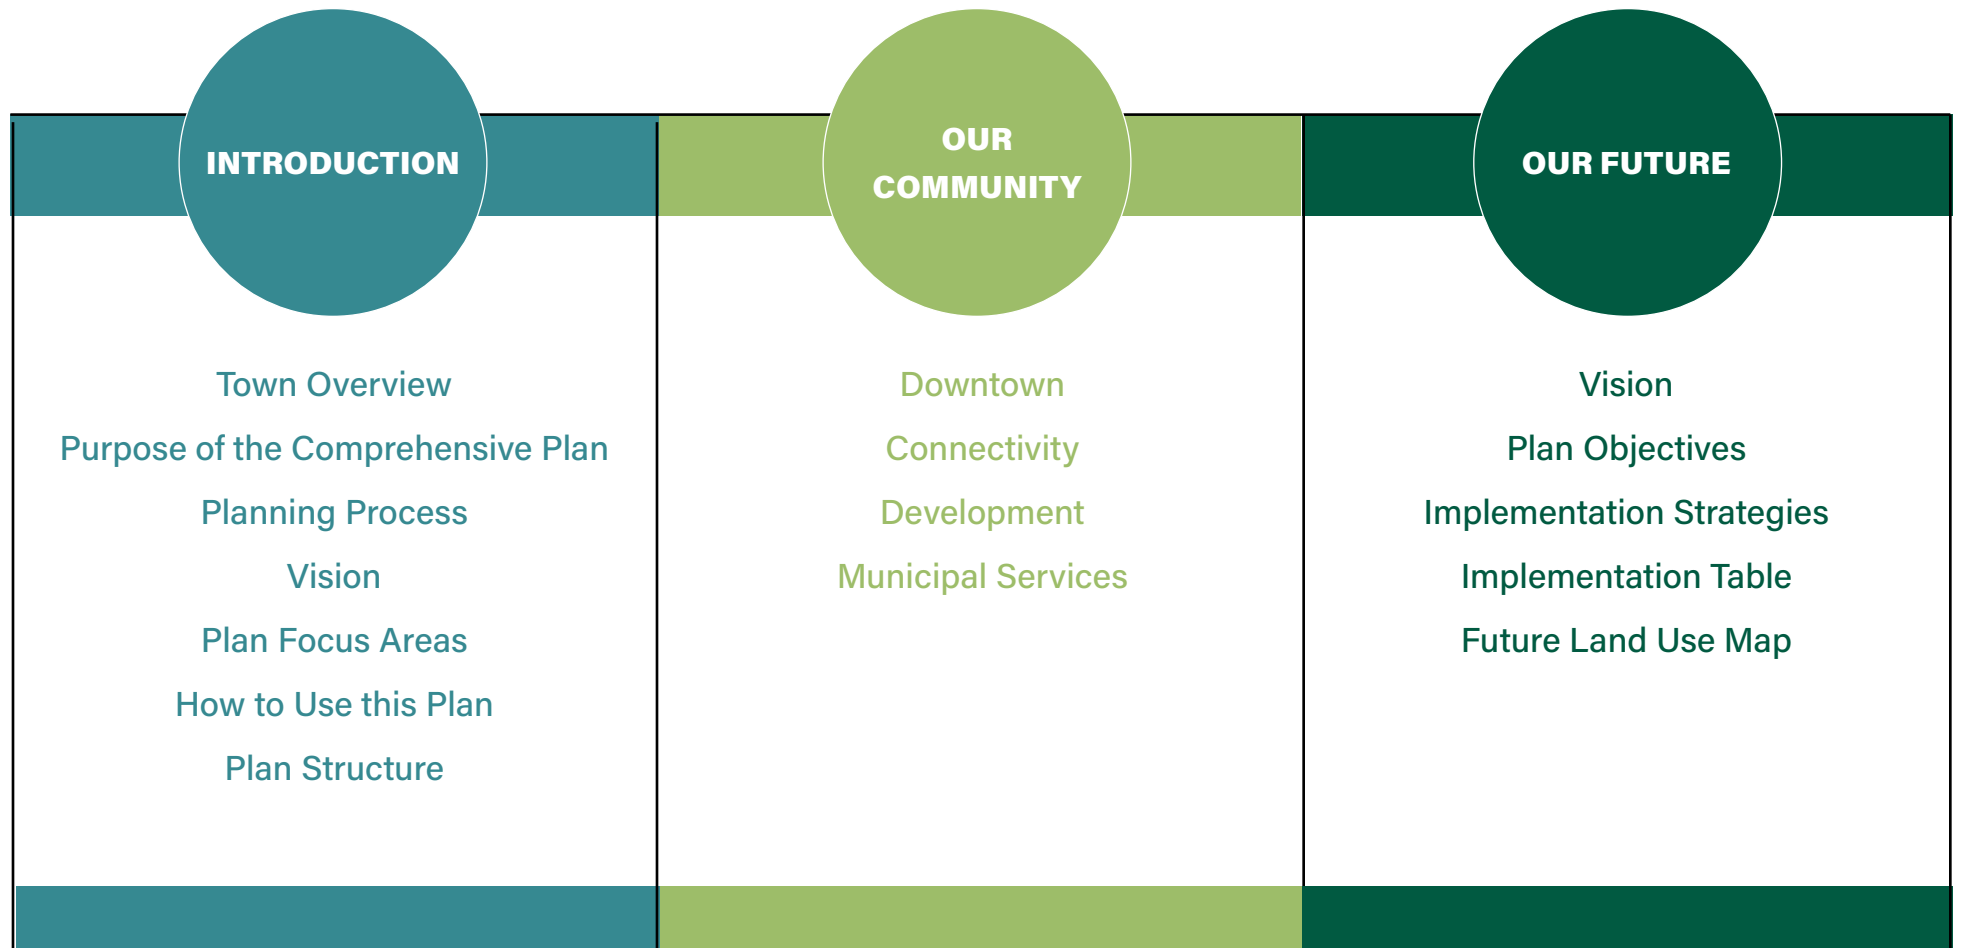 INTRODUCTION
Town Overview
Purpose of the Comprehensive Plan
Planning Process
Vision
Plan Focus Areas
How to Use this Plan
Plan Structure
OUR
COMMUNITY
Downtown
Connectivity
Development
Municipal Services
OUR FUTURE
Vision
Plan Objectives
Implementation Strategies
Implementation Table
Future Land Use Map